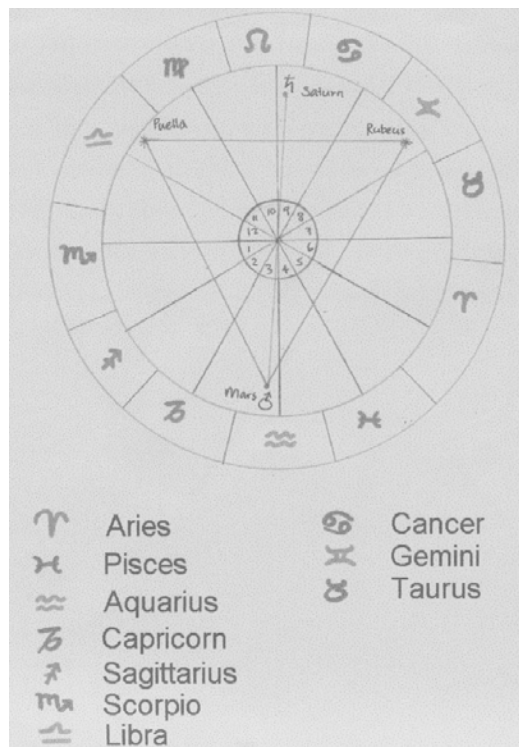 ♌
♍ ♋
♎ ♊
♏ ♉
♐ ♈
♑ ♓
♒
♄ Saturn
Puella Rubeus
11 10 9 8
12 7
1 6
2 3 4 5
Mars
♂
♈ Aries
♓ Pisces
♒ Aquarius
♑ Capricorn
♐ Sagittarius
♏ Scorpio
♎ Libra
♋ Cancer
♊ Gemini
♉ Taurus